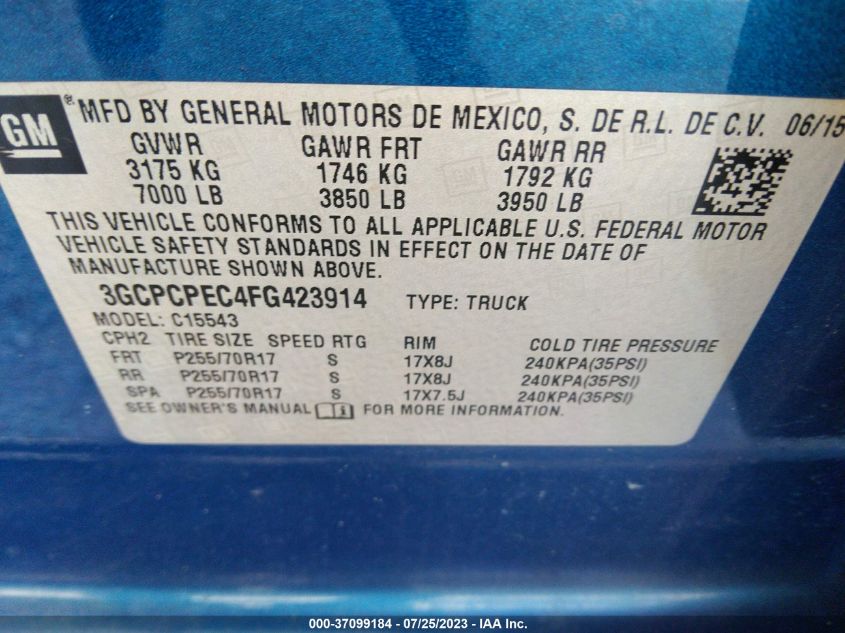 GM
® MFD BY GENERAL MOTORS DE MEXICO, S. DE R.L. DE C.V. 06/15
GVWR GAWR FRT GAWR RR
3175 KG 1746 KG 1792 KG
7000 LB 3850 LB 3950 LB
THIS VEHICLE CONFORMS TO ALL APPLICABLE U.S. FEDERAL MOTOR
VEHICLE SAFETY STANDARDS IN EFFECT ON THE DATE OF
MANUFACTURE SHOWN ABOVE.
3GCPCPEC4FG423914 TYPE: TRUCK
MODEL: C15543
CPH2 TIRE SIZE SPEED RTG RIM COLD TIRE PRESSURE
FRT P255/70R17 S 17X8J 240KPA(35PSI)
RR P255/70R17 S 17X8J 240KPA(35PSI)
SPA P255/70R17 S 17X7.5J 240KPA(35PSI)
SEE OWNER'S MANUAL FOR MORE INFORMATION.
000-37099184 - 07/25/2023 - IAA Inc.